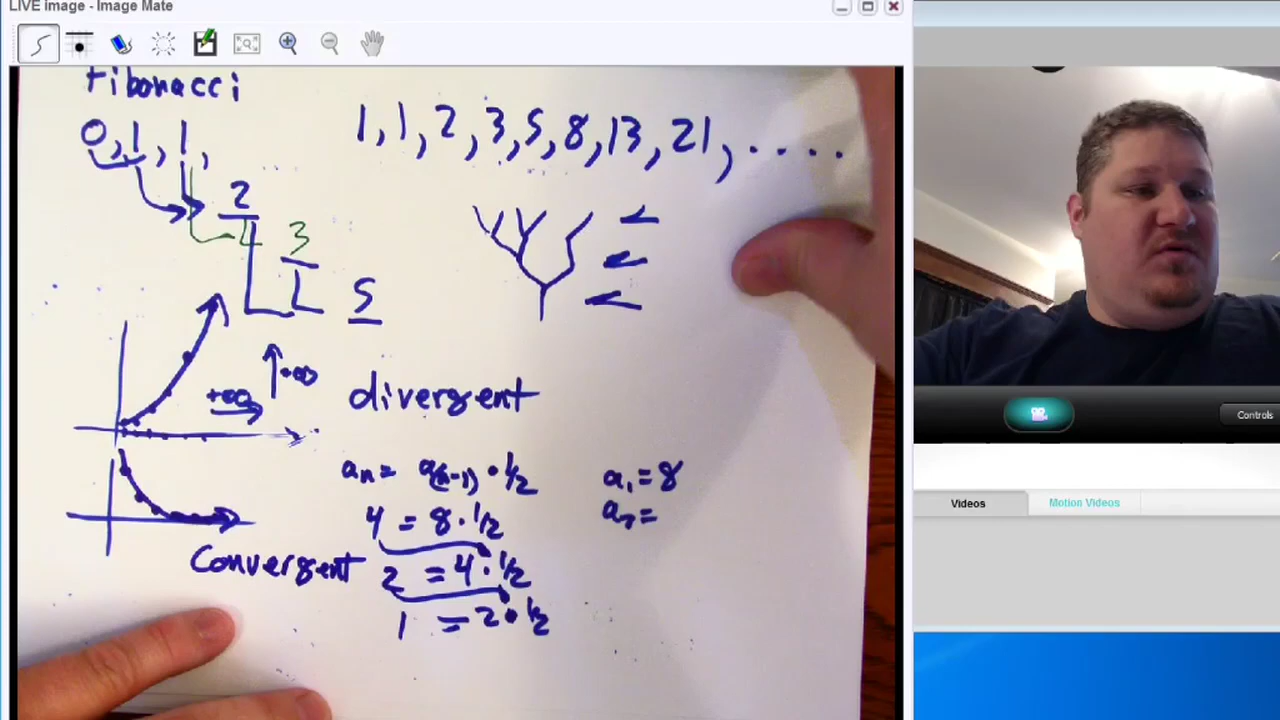 LIVE image - Image Mate
Fibonacci
0, 1, 1,
1, 1, 2, 3, 5, 8, 13, 21, ....
2
3
5
+∞
+∞
divergent
aₙ = a₍ₙ₋₁₎ · 1/2
a₁ = 8
4 = 8 · 1/2
a₂ =
Convergent
2 = 4 · 1/2
1 = 2 · 1/2
Controls
Videos
Motion Videos